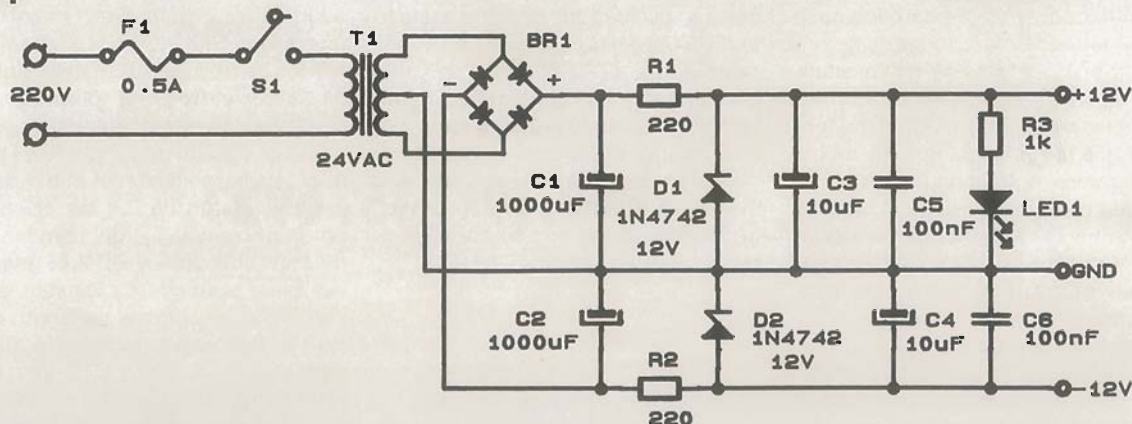 F1
0.5A
S1
220V
T1
24VAC
BR1
-
+
R1
220
+12V
R3
1k
C1
1000uF
D1
1N4742
12V
C3
10uF
C5
100nF
LED1
GND
C2
1000uF
D2
1N4742
12V
C4
10uF
C6
100nF
R2
220
-12V